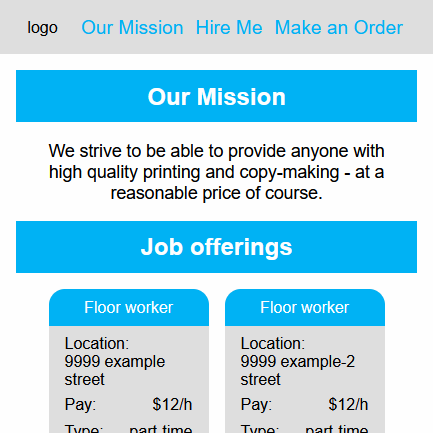 logo Our Mission Hire Me Make an Order
Our Mission
We strive to be able to provide anyone with
high quality printing and copy-making - at a
reasonable price of course.
Job offerings
Floor worker
Location:
9999 example
street
Pay: $12/h
Type: part time
Floor worker
Location:
9999 example-2
street
Pay: $12/h
Type: part time